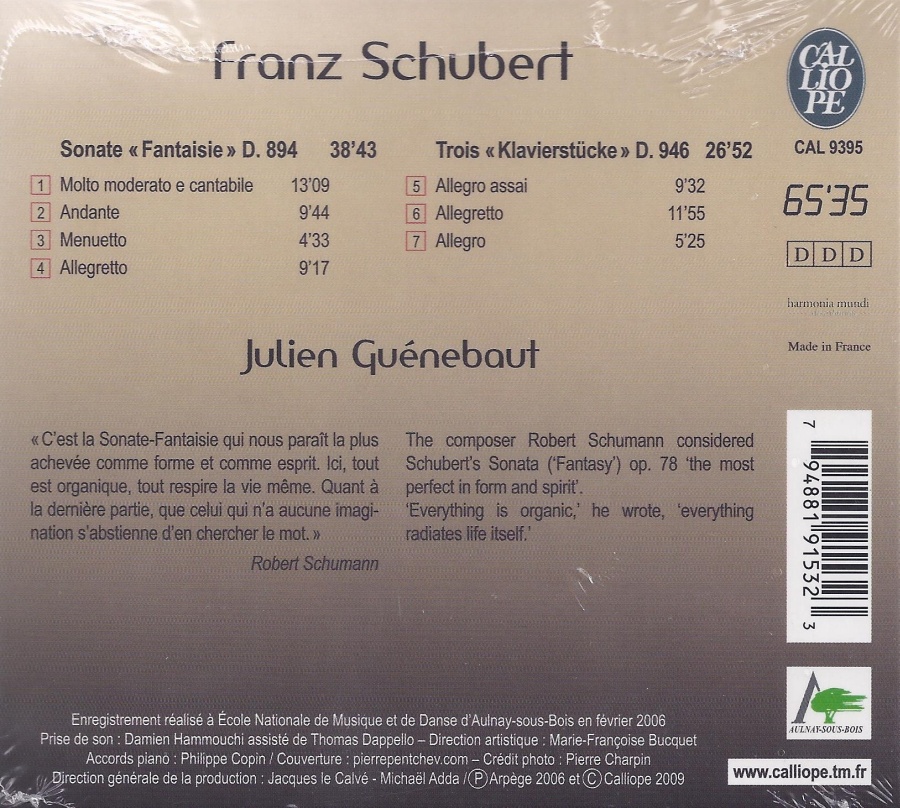 Franz Schubert
CAL
LIO
PE
CAL 9395
Sonate « Fantaisie » D. 894 38’43
1 Molto moderato e cantabile 13’09
2 Andante 9’44
3 Menuetto 4’33
4 Allegretto 9’17
Trois « Klavierstücke » D. 946 26’52
5 Allegro assai 9’32
6 Allegretto 11’55
7 Allegro 5’25
65'35
D D D
harmonia mundi
Made in France
Julien Guénebaut
« C’est la Sonate-Fantaisie qui nous paraît la plus
achevée comme forme et comme esprit. Ici, tout
est organique, tout respire la vie même. Quant à
la dernière partie, que celui qui n’a aucune imagi-
nation s’abstienne d’en chercher le mot. »
Robert Schumann
The composer Robert Schumann considered
Schubert’s Sonata (‘Fantasy’) op. 78 ‘the most
perfect in form and spirit’.
‘Everything is organic,’ he wrote, ‘everything
radiates life itself.’
7 94881 91532 3
AULNAY-SOUS-BOIS
Enregistrement réalisé à École Nationale de Musique et de Danse d’Aulnay-sous-Bois en février 2006
Prise de son : Damien Hammouchi assisté de Thomas Dappello – Direction artistique : Marie-Françoise Bucquet
Accords piano : Philippe Copin / Couverture : pierrepentchev.com – Crédit photo : Pierre Charpin
Direction générale de la production : Jacques le Calvé - Michaël Adda / Ⓟ Arpège 2006 et © Calliope 2009
www.calliope.tm.fr